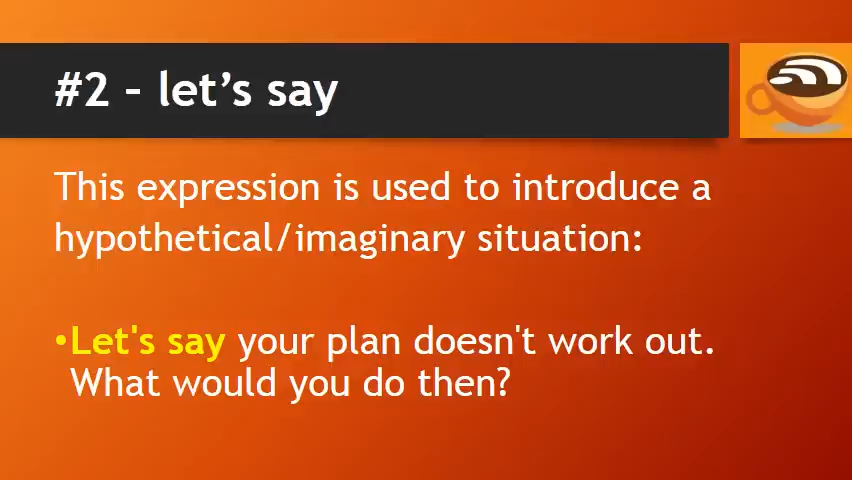 #2 – let’s say
This expression is used to introduce a
hypothetical/imaginary situation:
•Let's say your plan doesn't work out.
What would you do then?